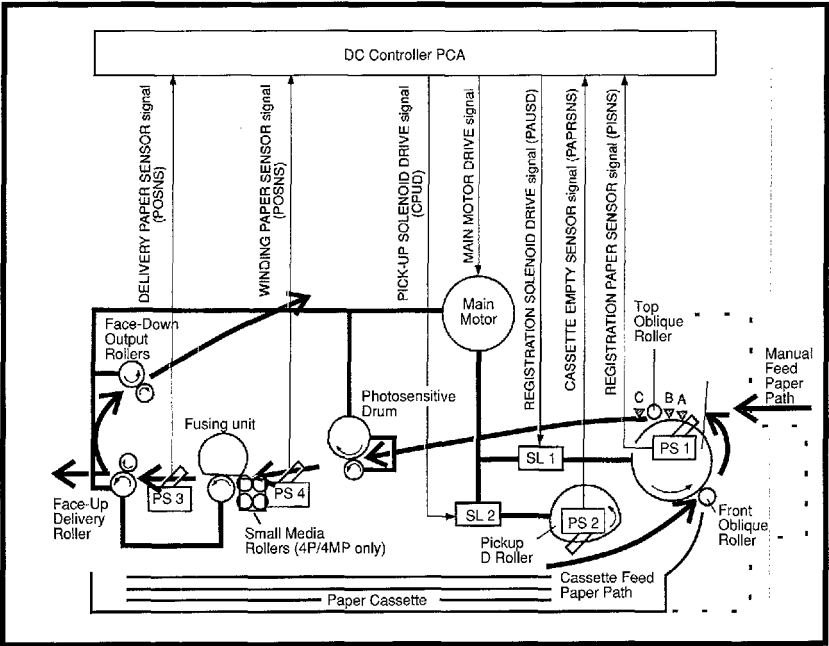 DC Controller PCA
DELIVERY PAPER SENSOR signal
(POSNS)
WINDING PAPER SENSOR signal
(POSNS)
PICK-UP SOLENOID DRIVE signal
(CPUD)
MAIN MOTOR DRIVE signal
REGISTRATION SOLENOID DRIVE signal (PAUSD)
CASSETTE EMPTY SENSOR signal (PAPRSNS)
REGISTRATION PAPER SENSOR signal (PISNS)
Main
Motor
Top
Oblique
Roller
Face-Down
Output
Rollers
Manual
Feed
Paper
Path
Photosensitive
Drum
C
B
A
Fusing unit
PS 1
SL 1
PS 3
PS 4
Face-Up
Delivery
Roller
SL 2
PS 2
Front
Oblique
Roller
Small Media
Rollers (4P/4MP only)
Pickup
D Roller
Cassette Feed
Paper Path
Paper Cassette